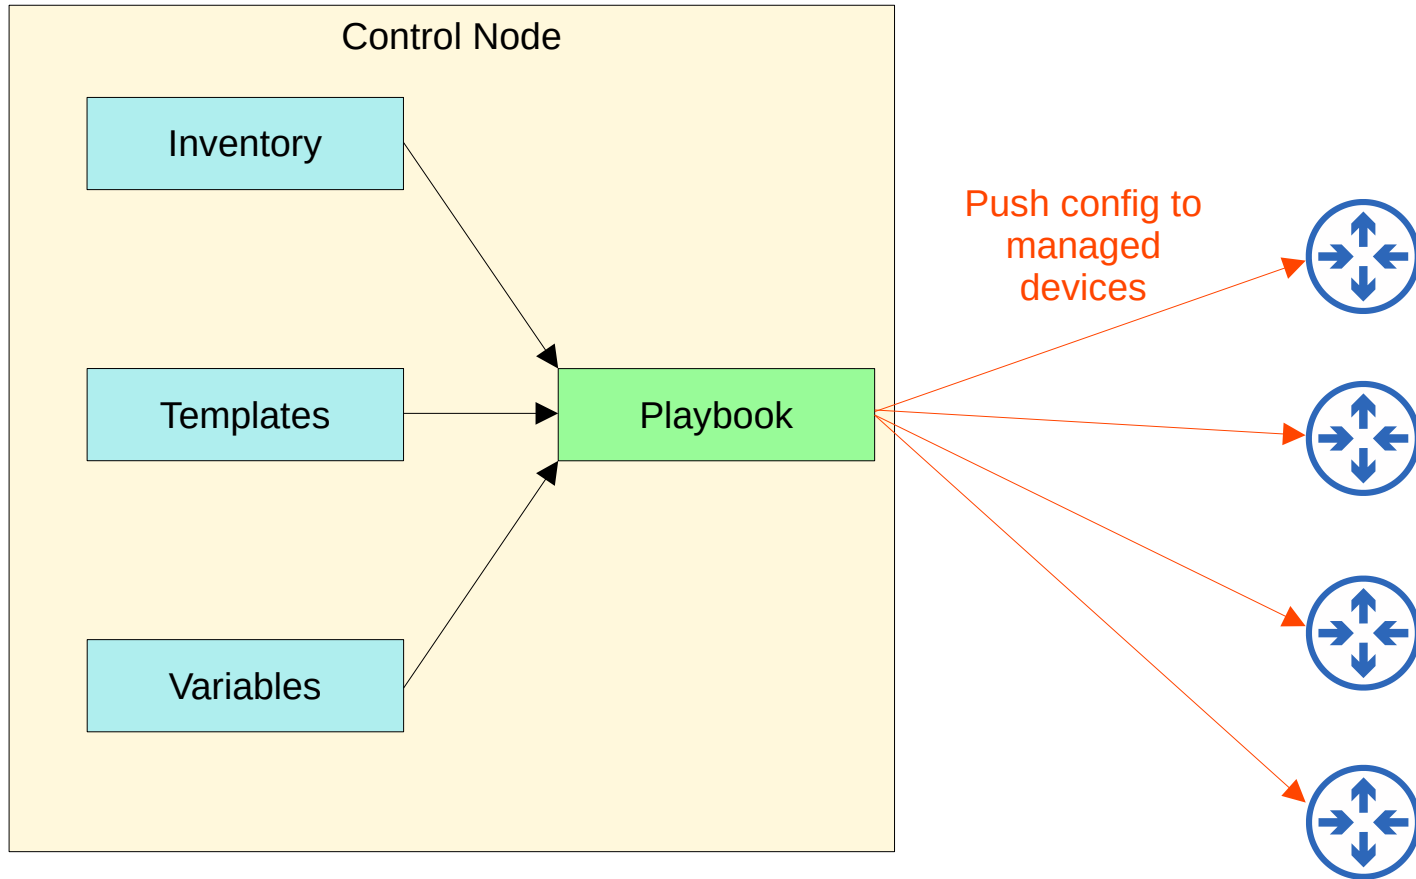 Control Node
Inventory
Push config to
managed
devices
Templates
Playbook
Variables